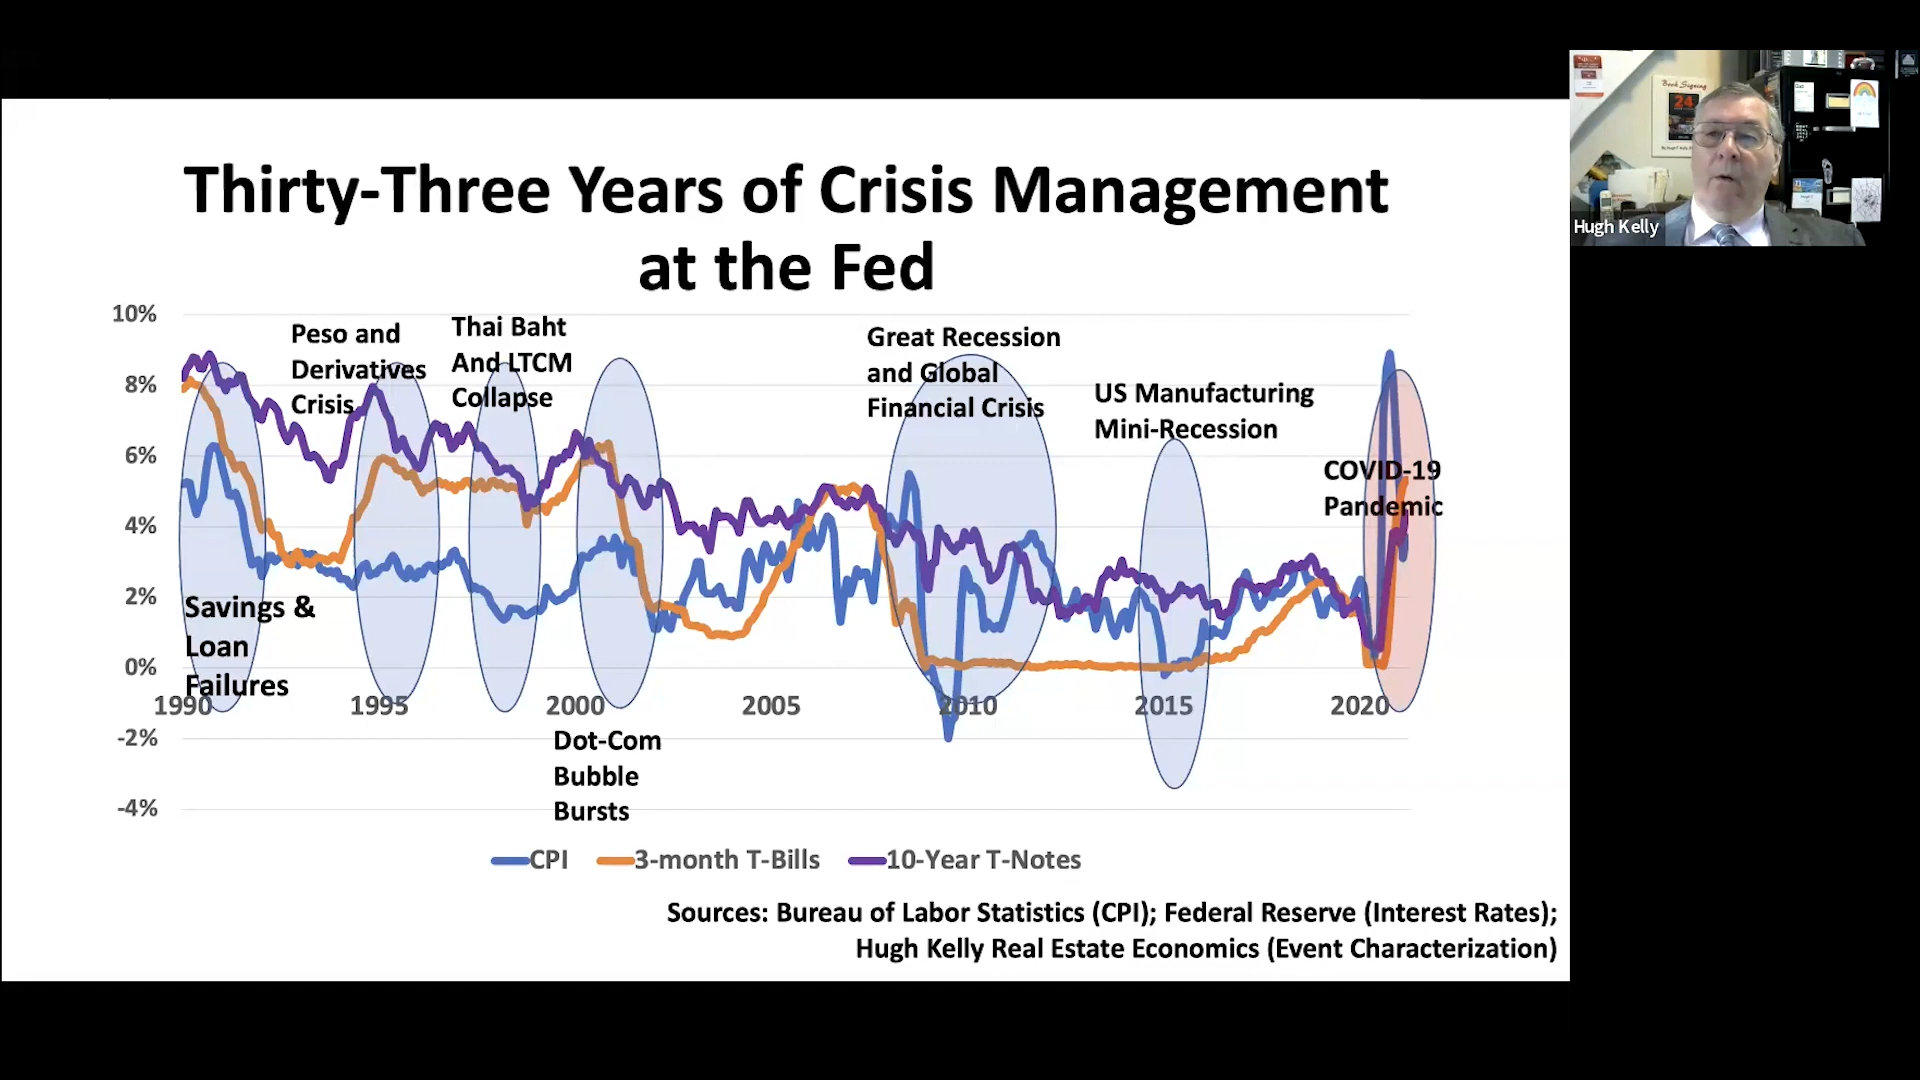 Thirty-Three Years of Crisis Management
at the Fed
10%
8%
6%
4%
2%
0%
-2%
-4%
Peso and
Derivatives
Crisis
Thai Baht
And LTCM
Collapse
Great Recession
and Global
Financial Crisis
US Manufacturing
Mini-Recession
COVID-19
Pandemic
Savings &
Loan
Failures
1990
1995
2000
2005
2010
2015
2020
Dot-Com
Bubble
Bursts
CPI
3-month T-Bills
10-Year T-Notes
Sources: Bureau of Labor Statistics (CPI); Federal Reserve (Interest Rates);
Hugh Kelly Real Estate Economics (Event Characterization)
Book Signing
24
Hugh Kelly